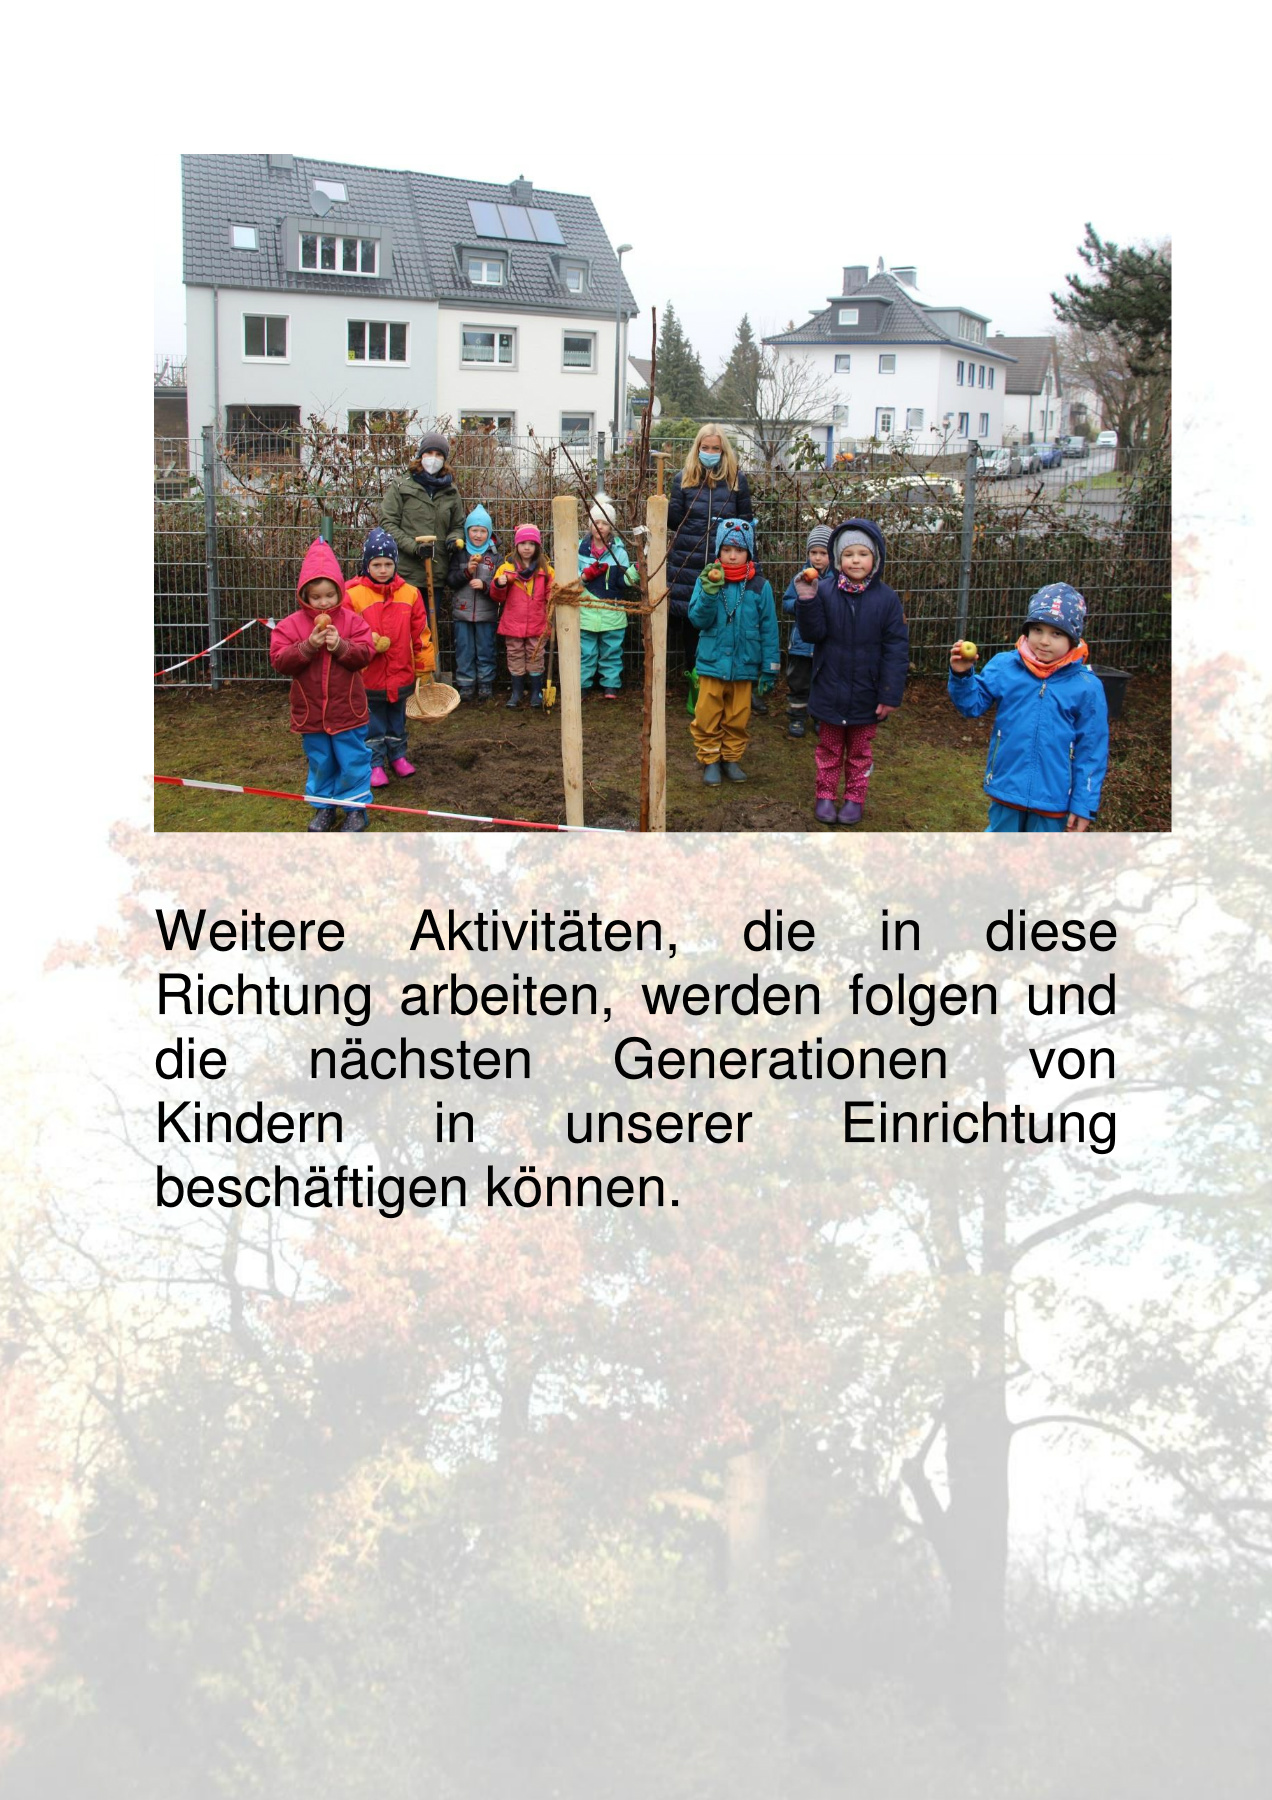 Weitere Aktivitäten, die in diese
Richtung arbeiten, werden folgen und
die nächsten Generationen von
Kindern in unserer Einrichtung
beschäftigen können.